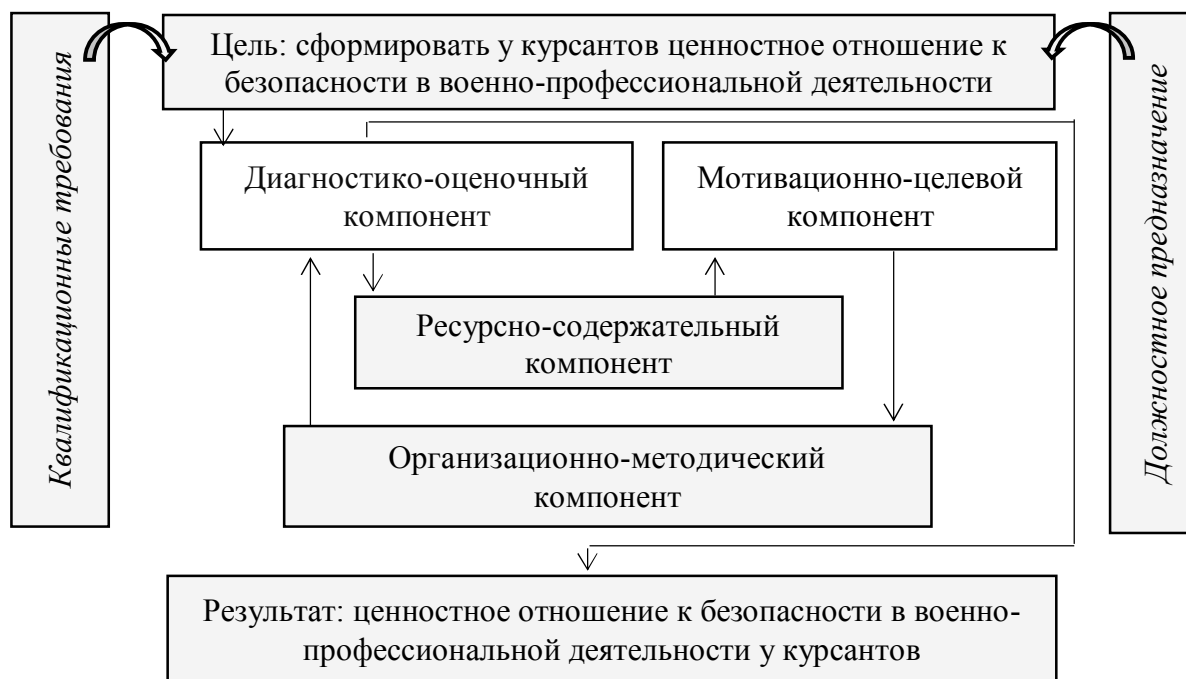 Квалификационные требования
Цель: сформировать у курсантов ценностное отношение к
безопасности в военно-профессиональной деятельности
Должностное предназначение
Диагностико-оценочный
компонент
Мотивационно-целевой
компонент
Ресурсно-содержательный
компонент
Организационно-методический
компонент
Результат: ценностное отношение к безопасности в военно-
профессиональной деятельности у курсантов